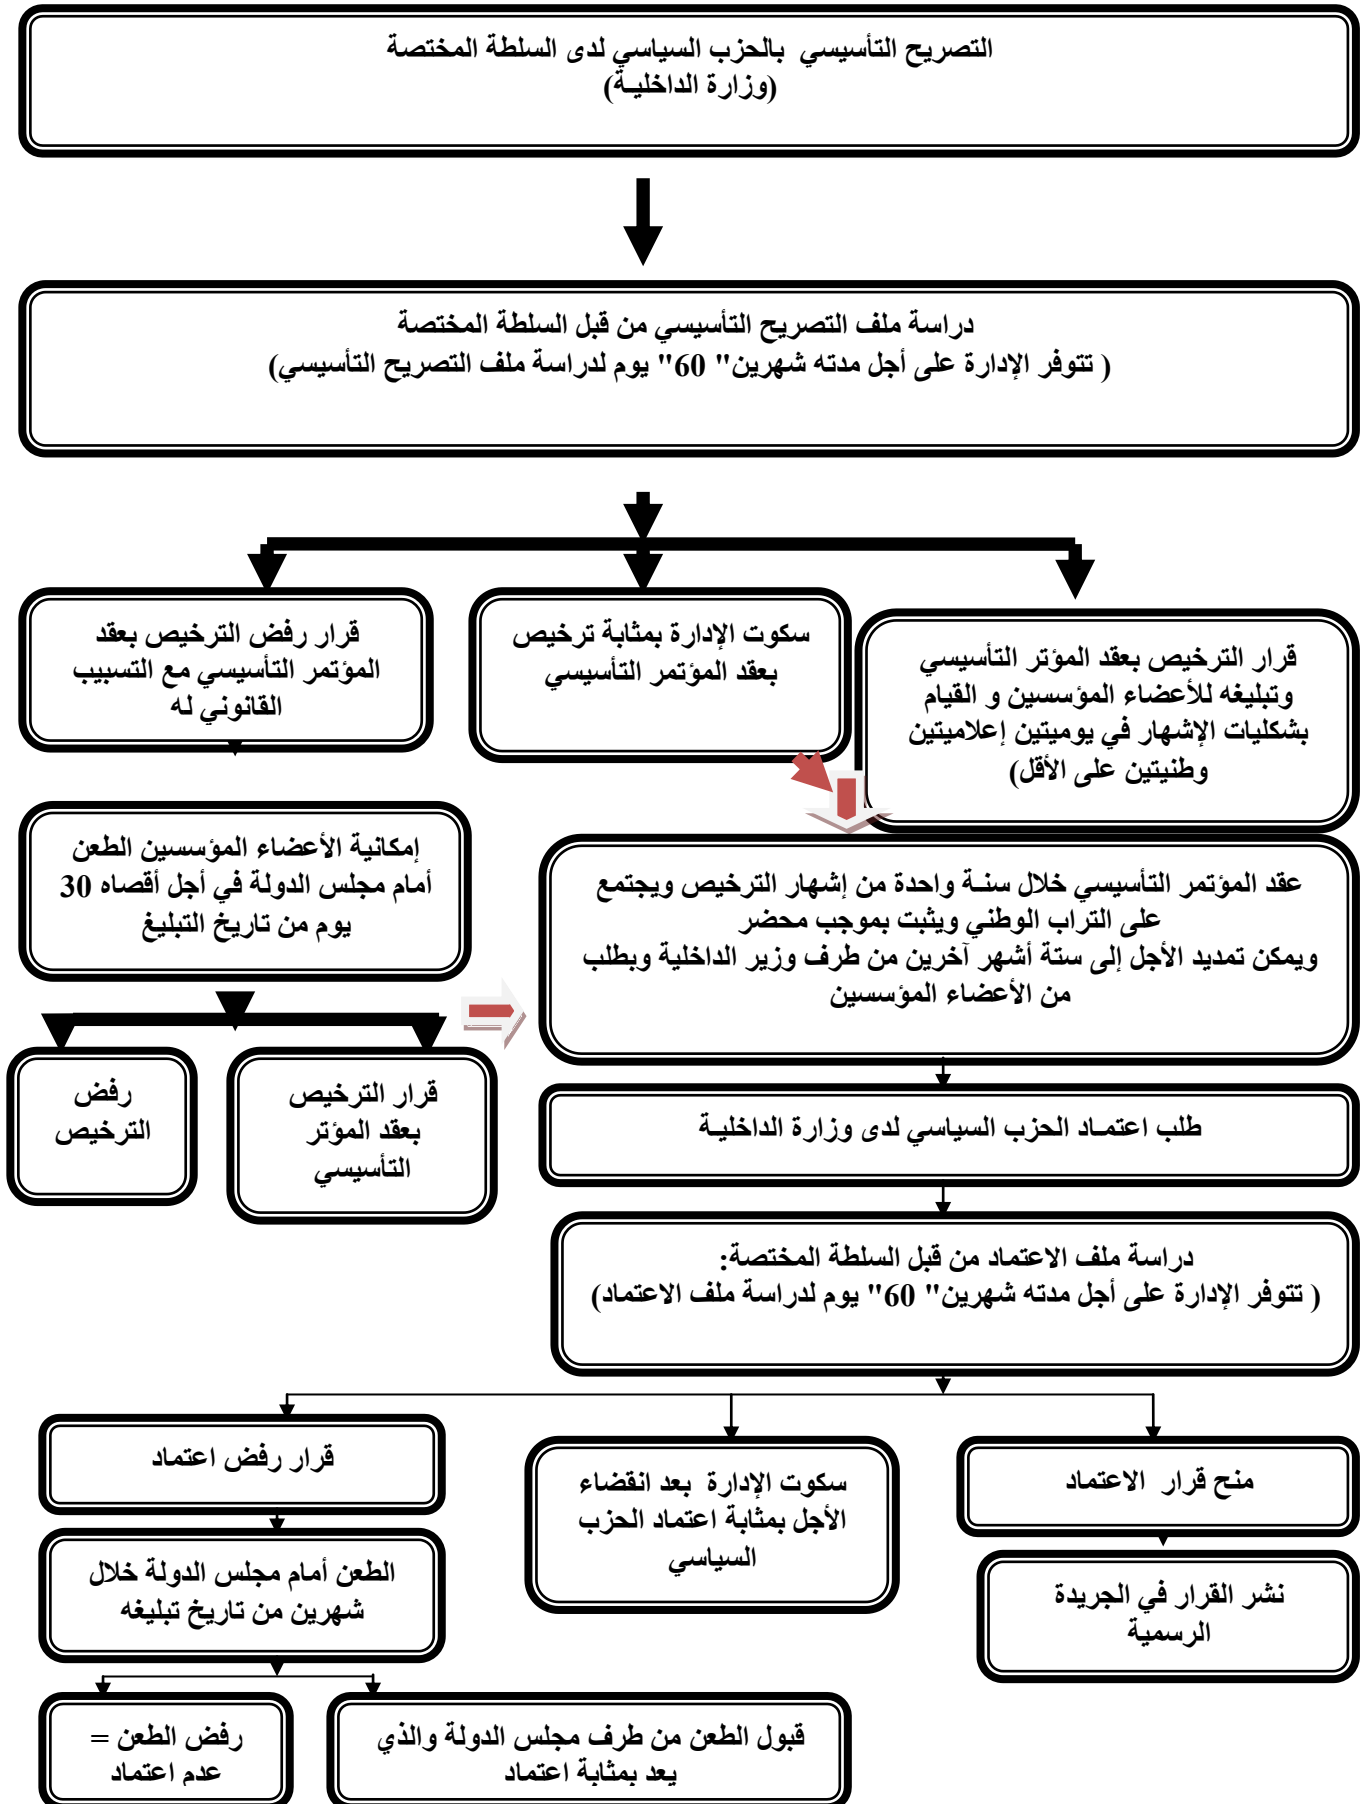 التصريح التأسيسي بالحزب السياسي لدى السلطة المختصة
(وزارة الداخليـة)
دراسة ملف التصريح التأسيسي من قبل السلطة المختصة
( تتوفر الإدارة على أجل مدته شهرين" 60" يوم لدراسة ملف التصريح التأسيسي)
قرار الترخيص بعقد المؤتر التأسيسي
وتبليغه للأعضاء المؤسسين و القيام
بشكليات الإشهار في يوميتين إعلاميتين
وطنيتين على الأقل)
سكوت الإدارة بمثابة ترخيص
بعقد المؤتمر التأسيسي
قرار رفض الترخيص بعقد
المؤتمر التأسيسي مع التسبيب
القانوني له
إمكانية الأعضاء المؤسسين الطعن
أمام مجلس الدولة في أجل أقصاه 30
يوم من تاريخ التبليغ
عقد المؤتمر التأسيسي خلال سنـة واحدة من إشهار الترخيص ويجتمع
على التراب الوطني ويثبت بموجب محضر
ويمكن تمديد الأجل إلى ستة أشهر آخرين من طرف وزير الداخلية وبطلب
من الأعضاء المؤسسين
قرار الترخيص
بعقد المؤتر
التأسيسي
رفض
الترخيص
طلب اعتمـاد الحزب السياسي لدى وزارة الداخليـة
دراسة ملف الاعتماد من قبل السلطة المختصة:
( تتوفر الإدارة على أجل مدته شهرين" 60" يوم لدراسة ملف الاعتماد)
منح قرار الاعتماد
سكوت الإدارة بعد انقضاء
الأجل بمثابة اعتماد الحزب
السياسي
قرار رفض اعتماد
نشر القرار في الجريدة
الرسمية
الطعن أمام مجلس الدولة خلال
شهرين من تاريخ تبليغه
قبول الطعن من طرف مجلس الدولة والذي
يعد بمثابة اعتماد
رفض الطعن =
عدم اعتماد